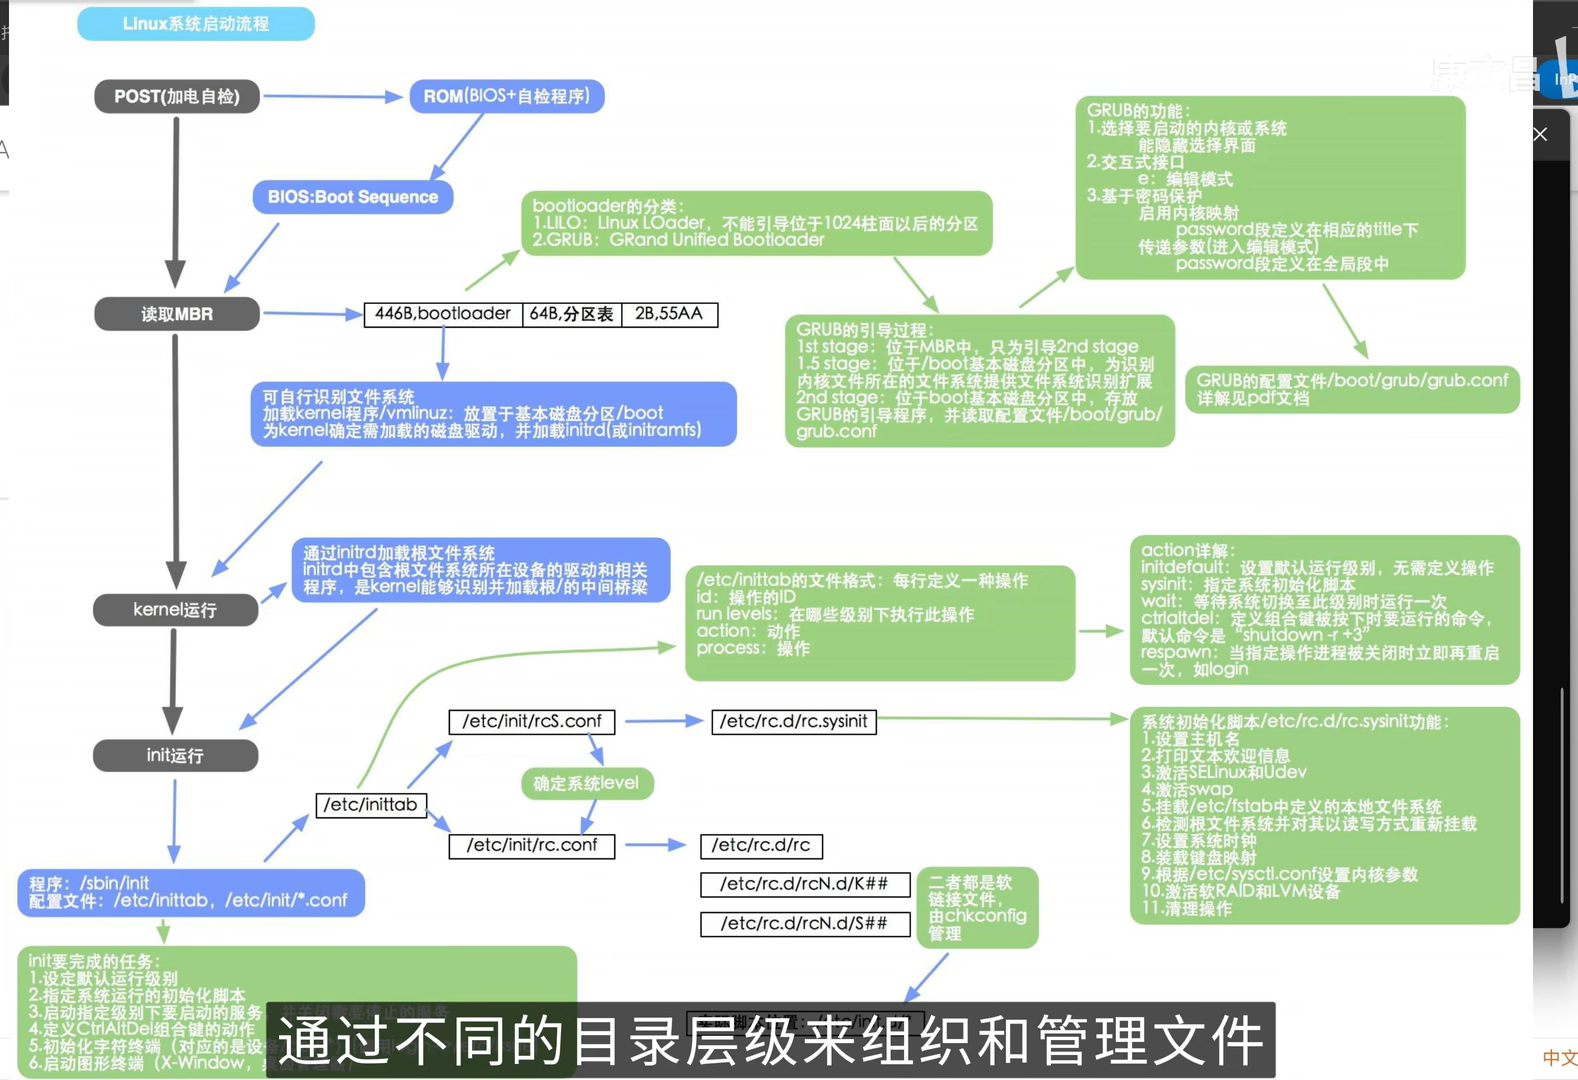 Linux系统启动流程
POST(加电自检)
ROM(BIOS+自检程序)
BIOS:Boot Sequence
读取MBR
446B,bootloader
64B,分区表
2B,55AA
bootloader的分类：
1.LILO：LInux LOader，不能引导位于1024柱面以后的分区
2.GRUB：GRand Unified Bootloader
GRUB的功能：
1.选择要启动的内核或系统
能隐藏选择界面
2.交互式接口
e：编辑模式
3.基于密码保护
启用内核映射
password段定义在相应的title下
传递参数(进入编辑模式)
password段定义在全局段中
GRUB的引导过程：
1st stage：位于MBR中，只为引导2nd stage
1.5 stage：位于/boot基本磁盘分区中，为识别
内核文件所在的文件系统提供文件系统识别扩展
2nd stage：位于boot基本磁盘分区中，存放
GRUB的引导程序，并读取配置文件/boot/grub/
grub.conf
GRUB的配置文件/boot/grub/grub.conf
详解见pdf文档
可自行识别文件系统
加载kernel程序/vmlinuz：放置于基本磁盘分区/boot
为kernel确定需加载的磁盘驱动，并加载initrd(或initramfs)
kernel运行
通过initrd加载根文件系统
initrd中包含根文件系统所在设备的驱动和相关
程序，是kernel能够识别并加载根/的中间桥梁
/etc/inittab的文件格式：每行定义一种操作
id：操作的ID
run levels：在哪些级别下执行此操作
action：动作
process：操作
action详解：
initdefault：设置默认运行级别，无需定义操作
sysinit：指定系统初始化脚本
wait：等待系统切换至此级别时运行一次
ctrlaltdel：定义组合键被按下时要运行的命令，
默认命令是“shutdown -r +3”
respawn：当指定操作进程被关闭时立即再重启
一次，如login
init运行
/etc/init/rcS.conf
/etc/rc.d/rc.sysinit
确定系统level
/etc/inittab
/etc/init/rc.conf
/etc/rc.d/rc
/etc/rc.d/rcN.d/K##
/etc/rc.d/rcN.d/S##
二者都是软
链接文件，
由chkconfig
管理
系统初始化脚本/etc/rc.d/rc.sysinit功能：
1.设置主机名
2.打印文本欢迎信息
3.激活SELinux和Udev
4.激活swap
5.挂载/etc/fstab中定义的本地文件系统
6.检测根文件系统并对其以读写方式重新挂载
7.设置系统时钟
8.装载键盘映射
9.根据/etc/sysctl.conf设置内核参数
10.激活软RAID和LVM设备
11.清理操作
程序：/sbin/init
配置文件：/etc/inittab，/etc/init/*.conf
init要完成的任务：
1.设定默认运行级别
2.指定系统运行的初始化脚本
3.启动指定级别下要启动的服务，并关闭需要停止的服务
4.定义CtrlAltDel组合键的动作
5.初始化字符终端（对应的是设备
6.启动图形终端（X-Window，
通过不同的目录层级来组织和管理文件
康文昌
中文